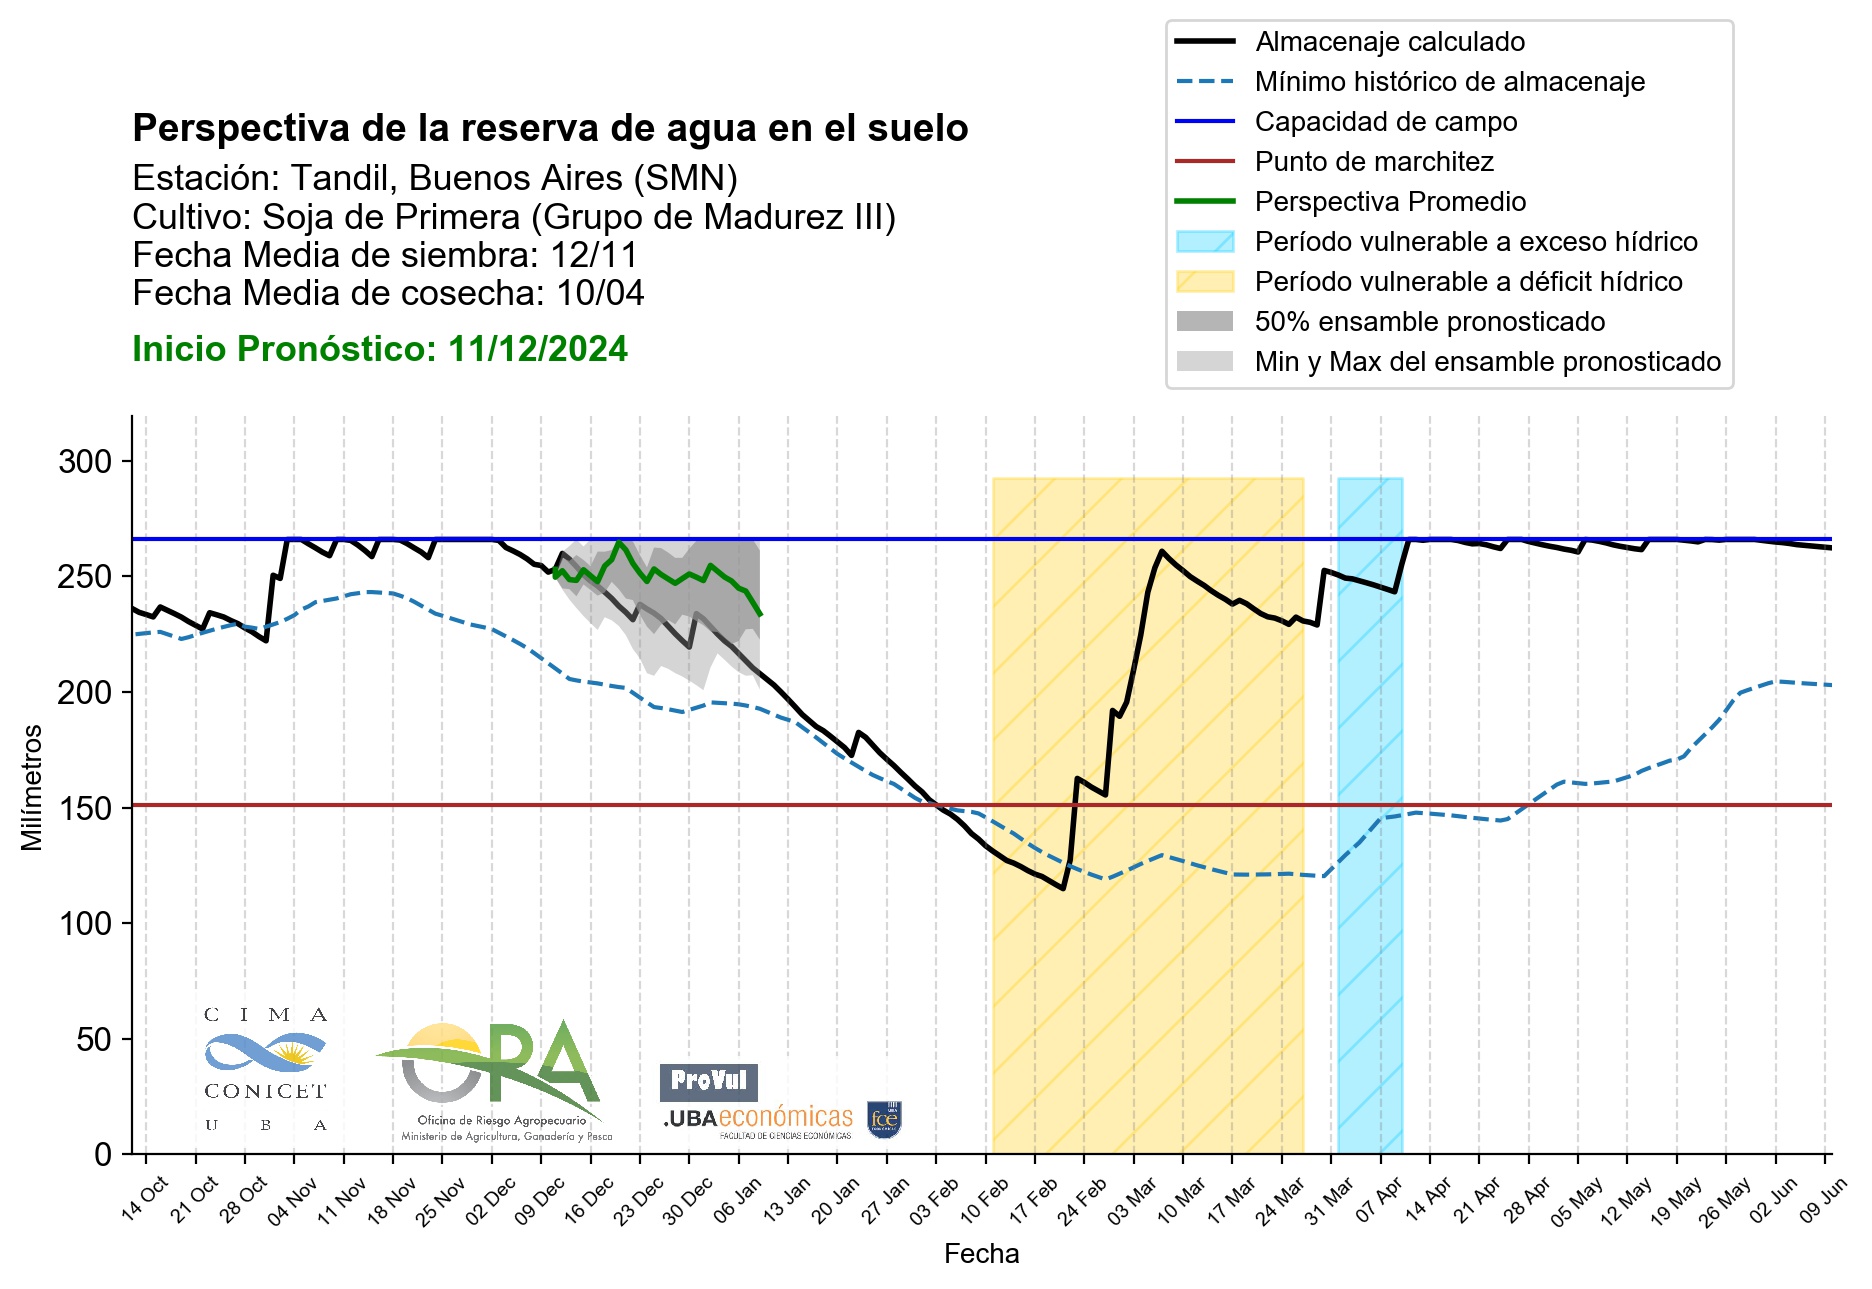 Almacenaje calculado
Mínimo histórico de almacenaje
Capacidad de campo
Punto de marchitez
Perspectiva Promedio
Período vulnerable a exceso hídrico
Período vulnerable a déficit hídrico
50% ensamble pronosticado
Min y Max del ensamble pronosticado
Perspectiva de la reserva de agua en el suelo
Estación: Tandil, Buenos Aires (SMN)
Cultivo: Soja de Primera (Grupo de Madurez III)
Fecha Media de siembra: 12/11
Fecha Media de cosecha: 10/04
Inicio Pronóstico: 11/12/2024
300
250
200
150
100
50
0
Milímetros
CIMA
CONICET
UBA
ORA
Oficina de Riesgo Agropecuario
Ministerio de Agricultura, Ganadería y Pesca
ProVul
.UBAeconómicas
FACULTAD DE CIENCIAS ECONÓMICAS
UBA
fce
ECONÓMICAS
14 Oct
21 Oct
28 Oct
04 Nov
11 Nov
18 Nov
25 Nov
02 Dec
09 Dec
16 Dec
23 Dec
30 Dec
06 Jan
13 Jan
20 Jan
27 Jan
03 Feb
10 Feb
17 Feb
24 Feb
03 Mar
10 Mar
17 Mar
24 Mar
31 Mar
07 Apr
14 Apr
21 Apr
28 Apr
05 May
12 May
19 May
26 May
02 Jun
09 Jun
Fecha